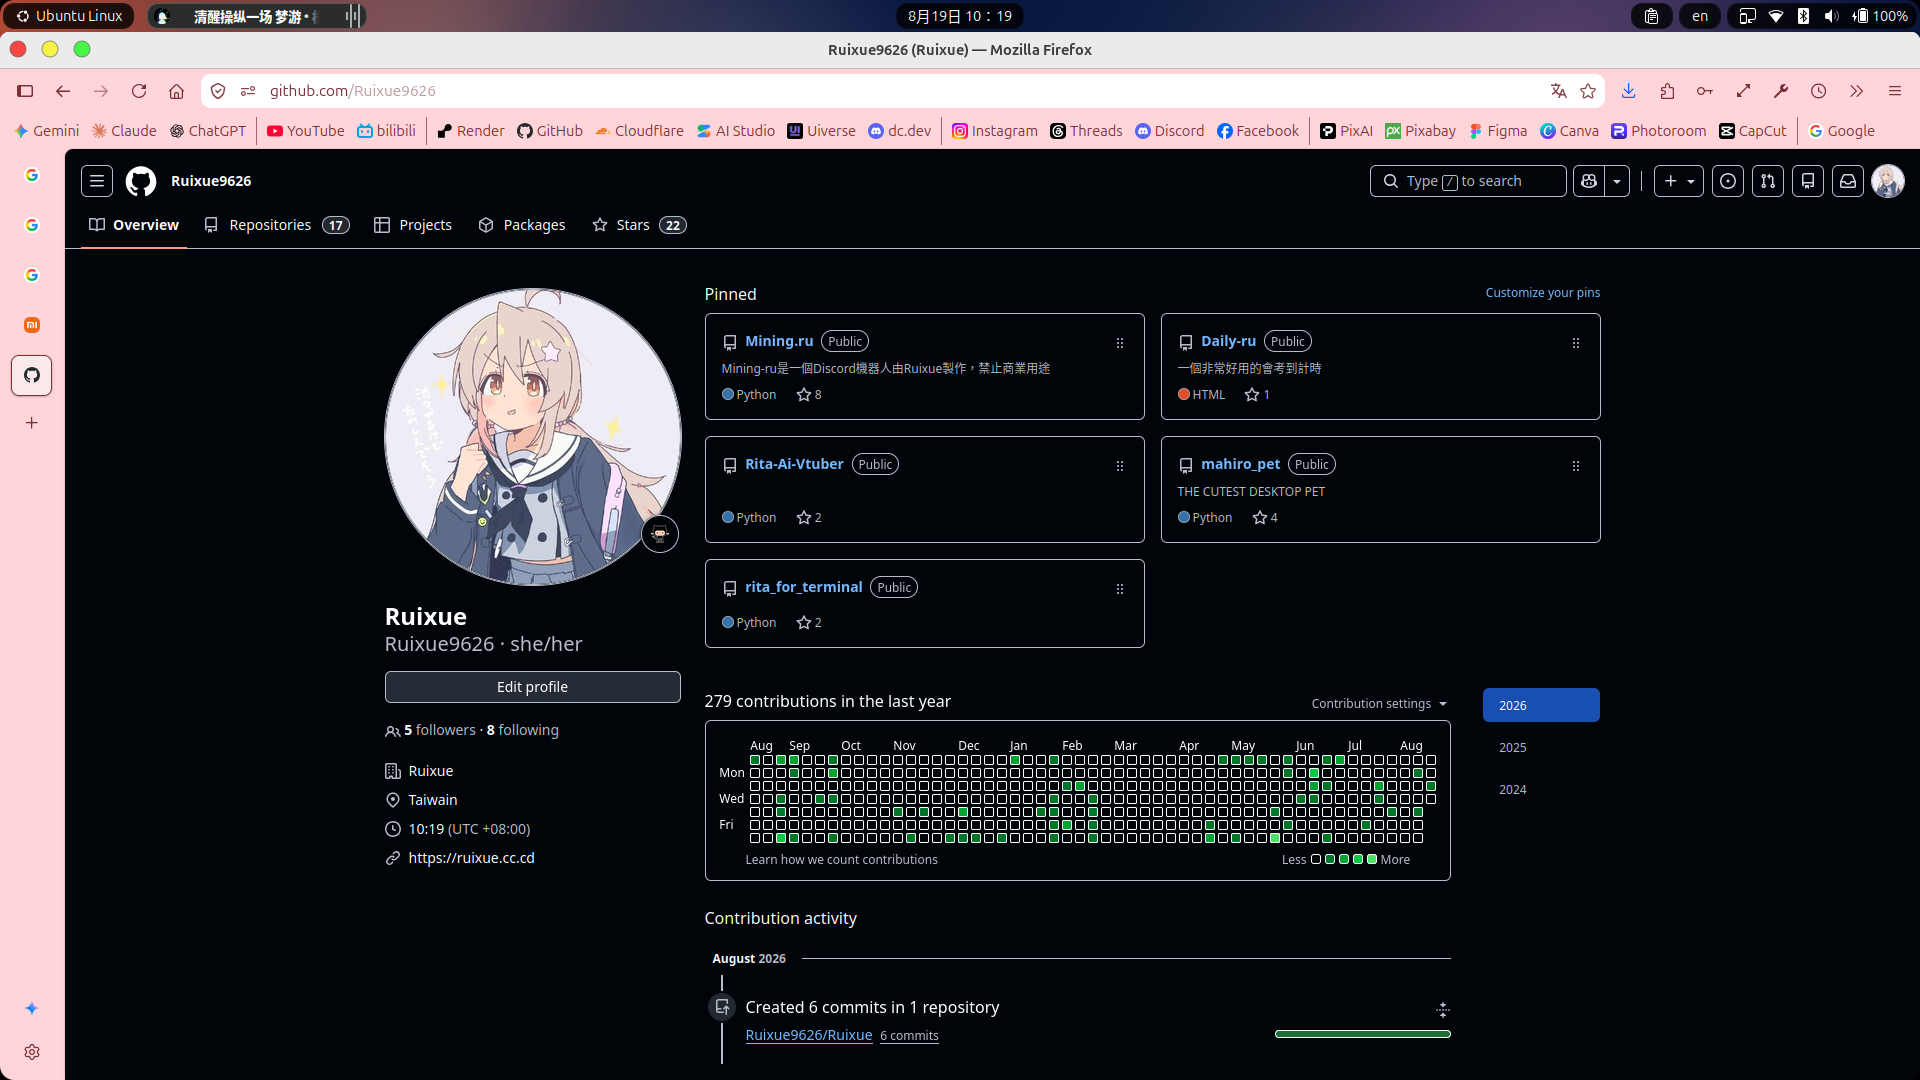 Ubuntu Linux
清醒操纵一场 梦游 •
8月19日 10：19
en
100%
Ruixue9626 (Ruixue) — Mozilla Firefox
github.com/Ruixue9626
Gemini Claude ChatGPT YouTube bilibili Render GitHub Cloudflare AI Studio Uiverse dc.dev Instagram Threads Discord Facebook PixAI Pixabay Figma Canva Photoroom CapCut Google
Ruixue9626
Type / to search
Overview Repositories 17 Projects Packages Stars 22
Pinned
Customize your pins
Mining.ru Public
Mining-ru是一個Discord機器人由Ruixue製作，禁止商業用途
Python 8
Daily-ru Public
一個非常好用的會考到計時
HTML 1
Rita-Ai-Vtuber Public
Python 2
mahiro_pet Public
THE CUTEST DESKTOP PET
Python 4
rita_for_terminal Public
Python 2
Ruixue
Ruixue9626 · she/her
Edit profile
5 followers · 8 following
Ruixue
Taiwain
10:19 (UTC +08:00)
https://ruixue.cc.cd
279 contributions in the last year
Contribution settings
2026
2025
2024
Aug Sep Oct Nov Dec Jan Feb Mar Apr May Jun Jul Aug
Mon
Wed
Fri
Learn how we count contributions
Less More
Contribution activity
August 2026
Created 6 commits in 1 repository
Ruixue9626/Ruixue 6 commits